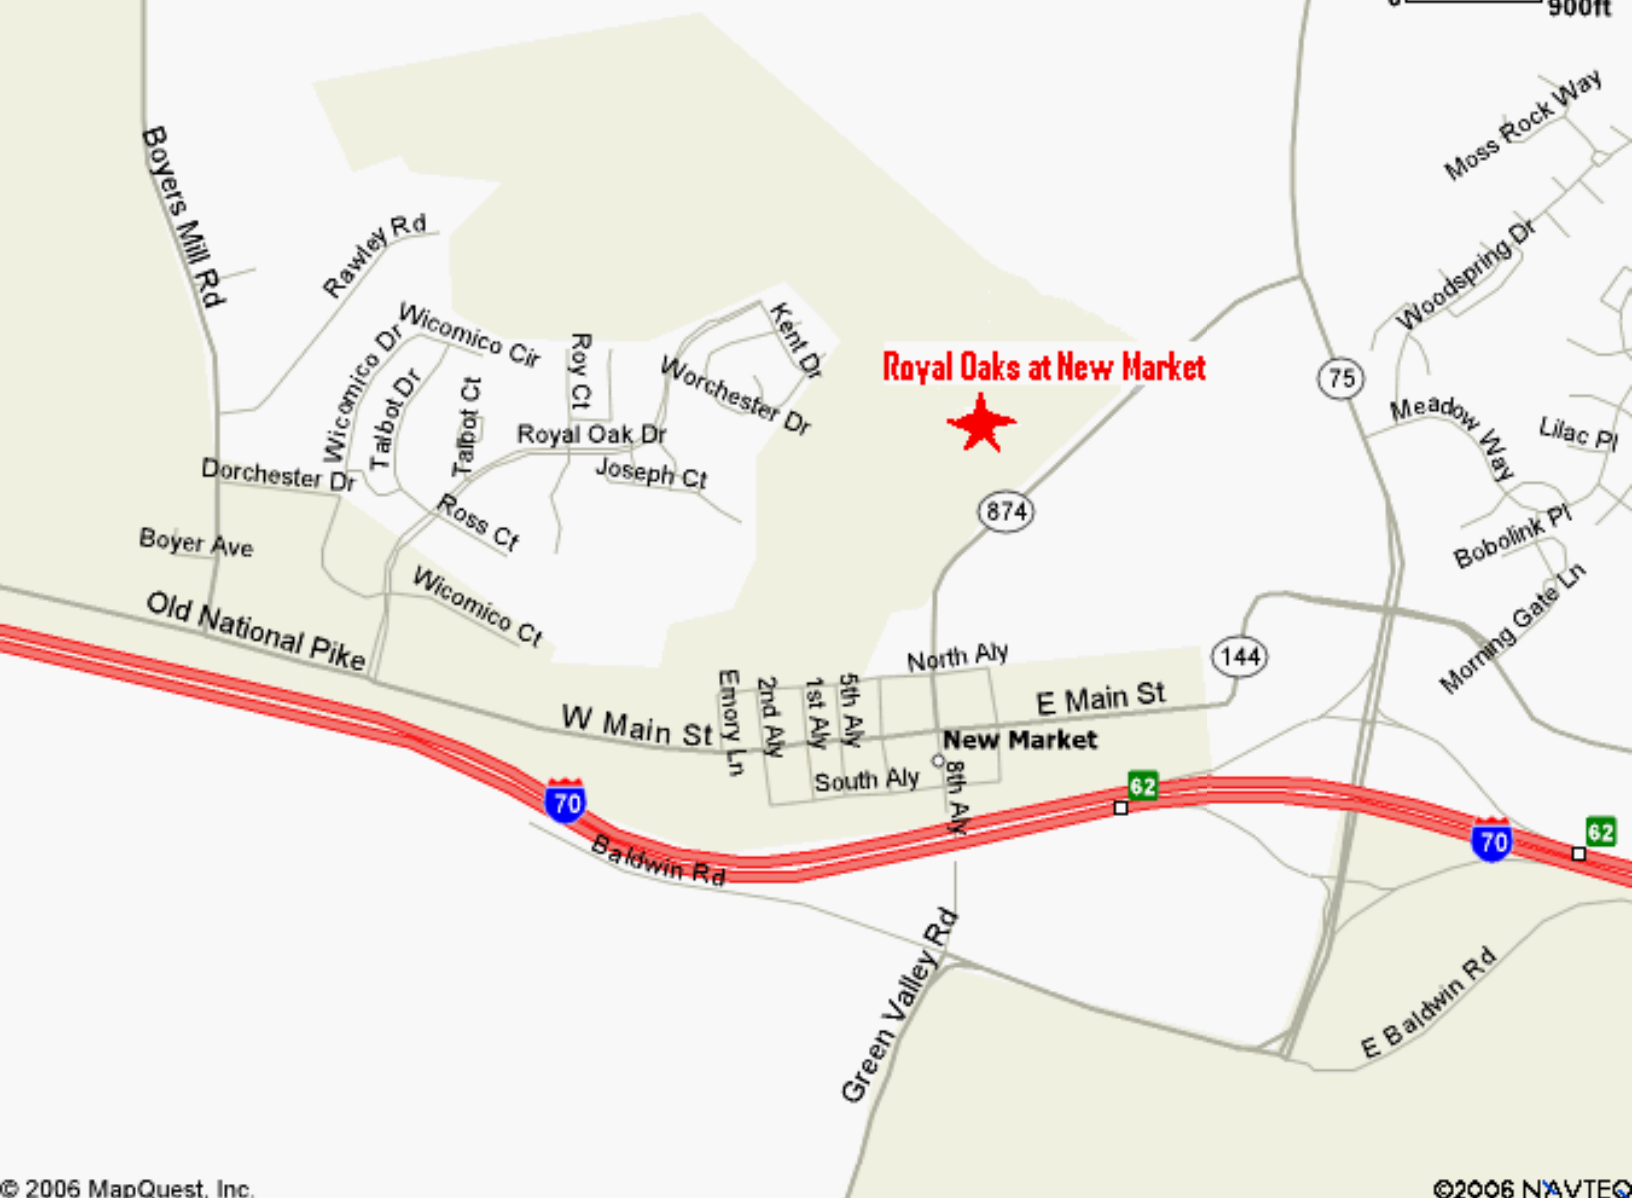 0 900ft
Moss Rock Way
Boyers Mill Rd
Rawley Rd
Woodspring Dr
Wicomico Cir
Wicomico Dr
Talbot Dr
Talbot Ct
Roy Ct
Kent Dr
Worchester Dr
Royal Oaks at New Market
75
Meadow Way
Lilac Pl
Royal Oak Dr
Joseph Ct
Dorchester Dr
Ross Ct
874
Boyer Ave
Bobolink Pl
Morning Gate Ln
Wicomico Ct
Old National Pike
North Aly
144
Emory Ln
2nd Aly
1st Aly
5th Aly
E Main St
W Main St
New Market
South Aly
8th Aly
62
70
70
62
Baldwin Rd
Green Valley Rd
E Baldwin Rd
© 2006 MapQuest, Inc.
©2006 NAVTEQ